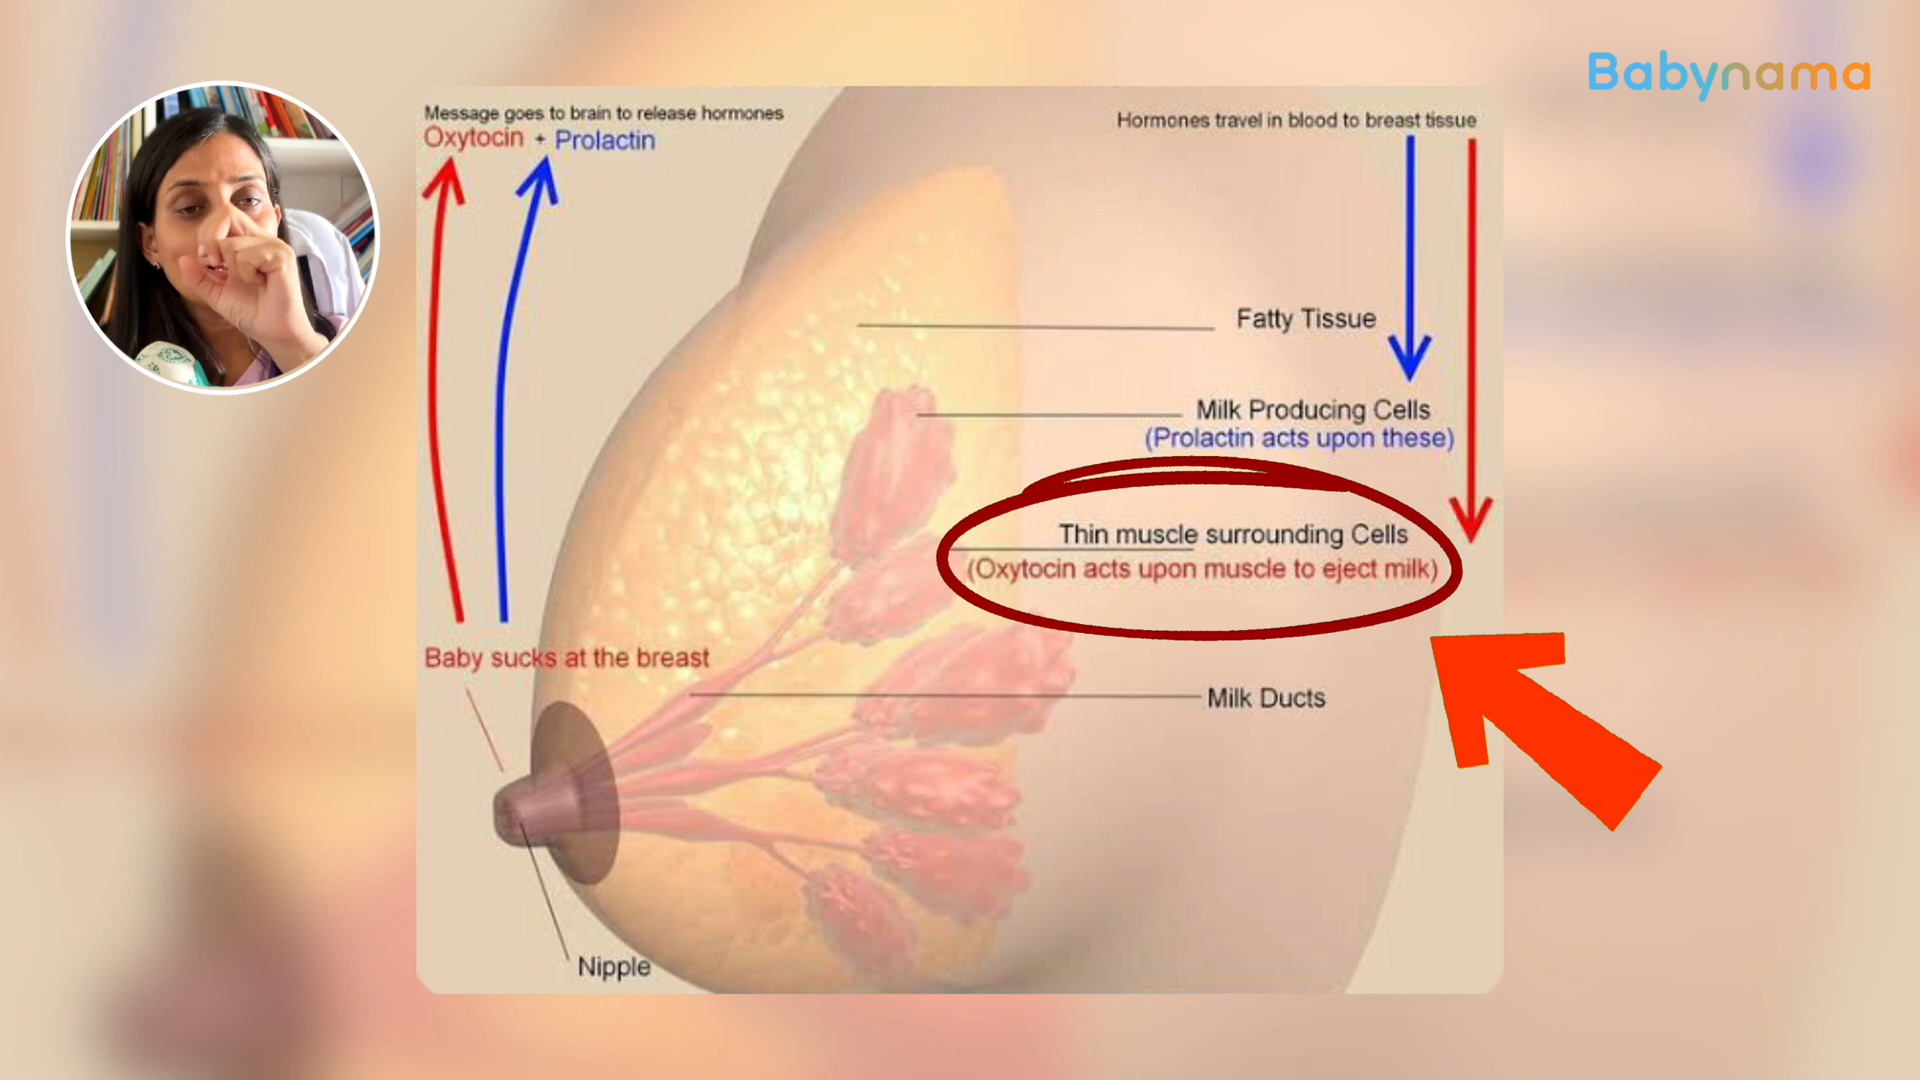 Babynama
Message goes to brain to release hormones
Oxytocin + Prolactin
Hormones travel in blood to breast tissue
Fatty Tissue
Milk Producing Cells
(Prolactin acts upon these)
Thin muscle surrounding Cells
(Oxytocin acts upon muscle to eject milk)
Baby sucks at the breast
Milk Ducts
Nipple